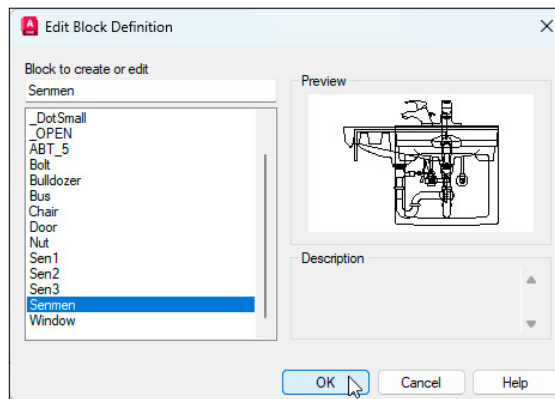 A
CAD
Edit Block Definition
Block to create or edit
Senmen
_DotSmall
_OPEN
ABT_5
Bolt
Bulldozer
Bus
Chair
Door
Nut
Sen1
Sen2
Sen3
Senmen
Window
Preview
Description
OK
Cancel
Help